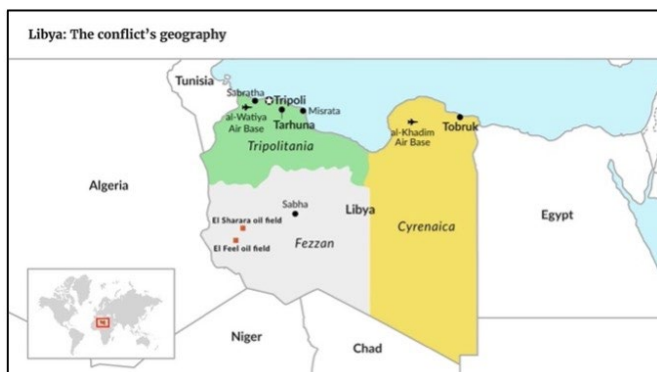 Libya: The conflict's geography
Tunisia
Sabratha
Tripoli
al-Watiya
Air Base
Misrata
Tarhuna
Tripolitania
al-Khadim
Air Base
Tobruk
Algeria
Sabha
Libya
El Sharara oil field
El Feel oil field
Fezzan
Cyrenaica
Egypt
Niger
Chad